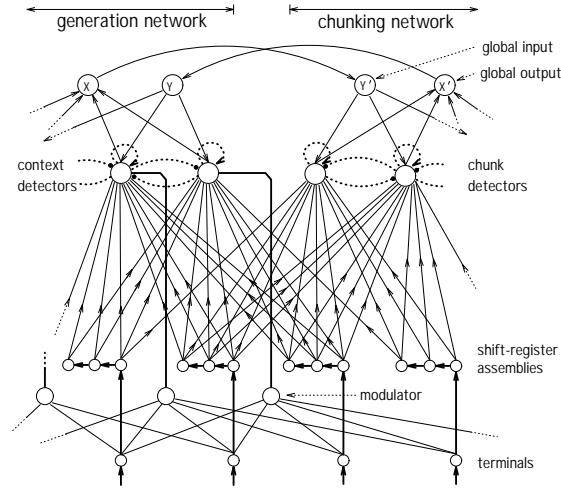 generation network
chunking network
global input
global output
X
Y
Y'
X'
context
detectors
chunk
detectors
shift-register
assemblies
modulator
terminals